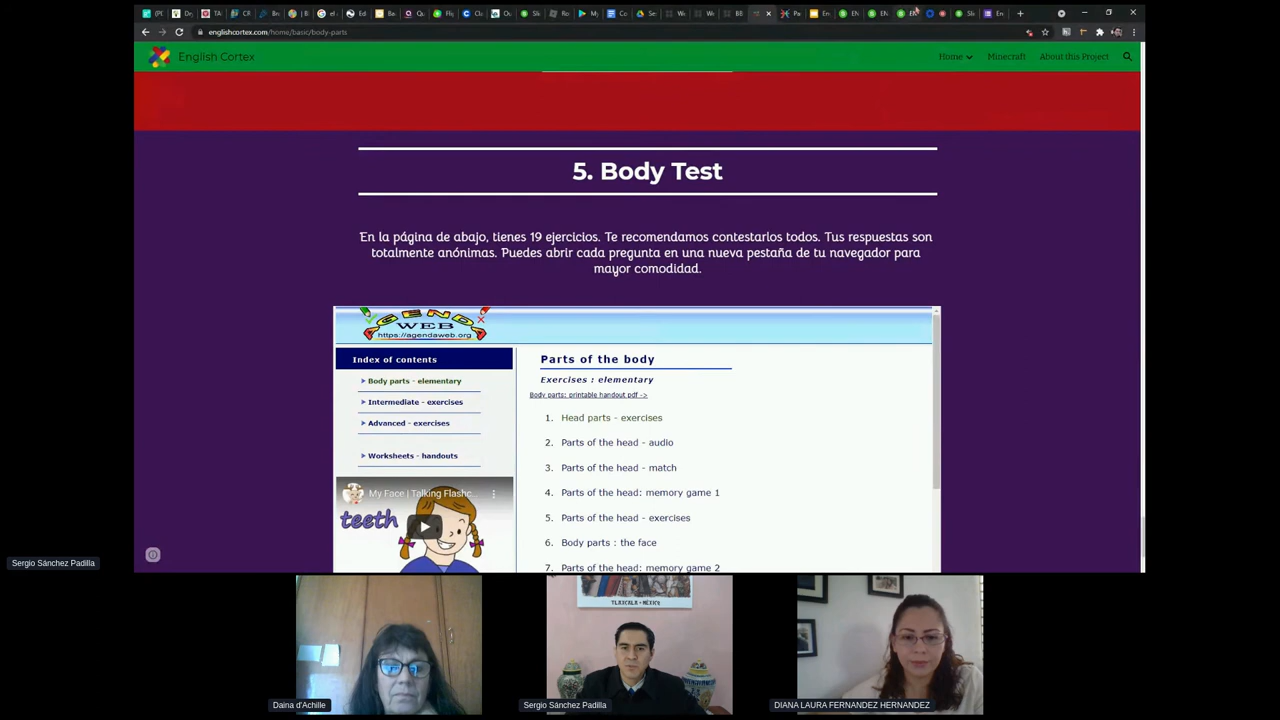 englishcortex.com/home/basic/body-parts
English Cortex
Home
Minecraft
About this Project
5. Body Test
En la página de abajo, tienes 19 ejercicios. Te recomendamos contestarlos todos. Tus respuestas son
totalmente anónimas. Puedes abrir cada pregunta en una nueva pestaña de tu navegador para
mayor comodidad.
AGENDA
WEB
https://agendaweb.org
Index of contents
Body parts - elementary
Intermediate - exercises
Advanced - exercises
Worksheets - handouts
My Face | Talking Flashc...
teeth
Parts of the body
Exercises : elementary
Body parts: printable handout pdf ->
1. Head parts - exercises
2. Parts of the head - audio
3. Parts of the head - match
4. Parts of the head: memory game 1
5. Parts of the head - exercises
6. Body parts : the face
7. Parts of the head: memory game 2
Sergio Sánchez Padilla
TLAXCALA • MÉXICO
Daina d'Achille
Sergio Sánchez Padilla
DIANA LAURA FERNANDEZ HERNANDEZ